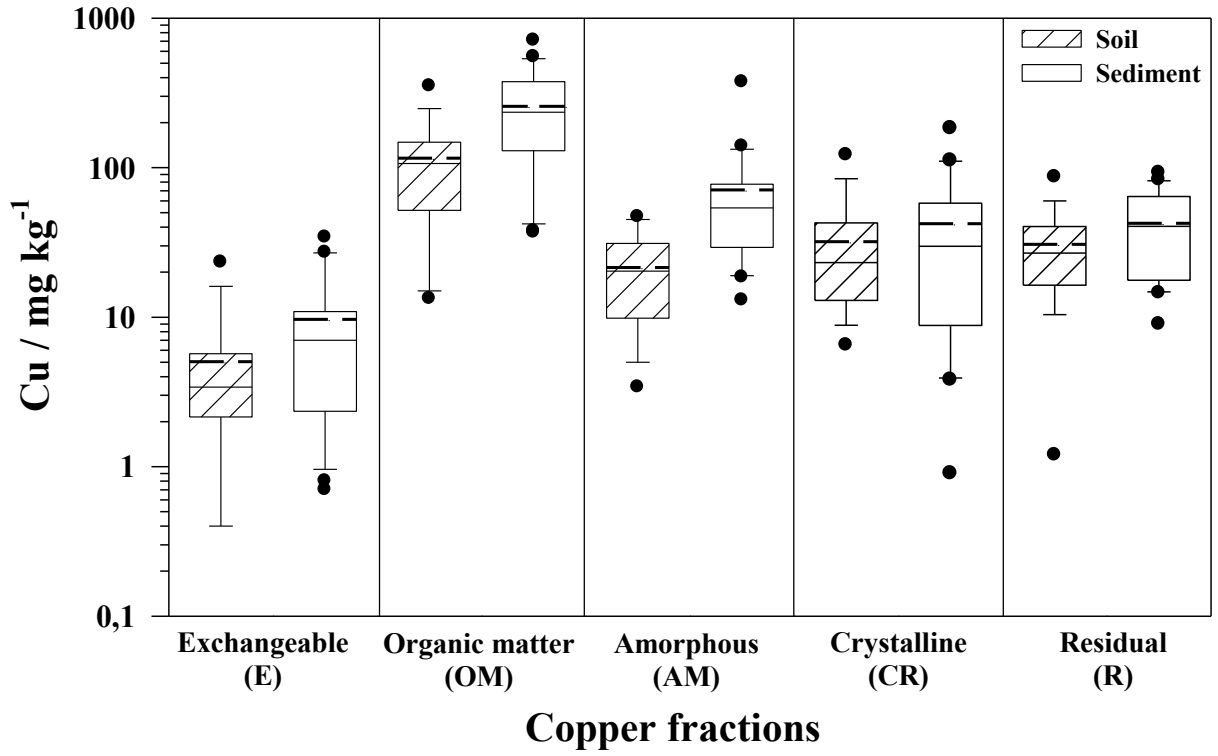 Cu / mg kg⁻¹
1000
100
10
1
0,1
Soil
Sediment
Exchangeable
(E)
Organic matter
(OM)
Amorphous
(AM)
Crystalline
(CR)
Residual
(R)
Copper fractions